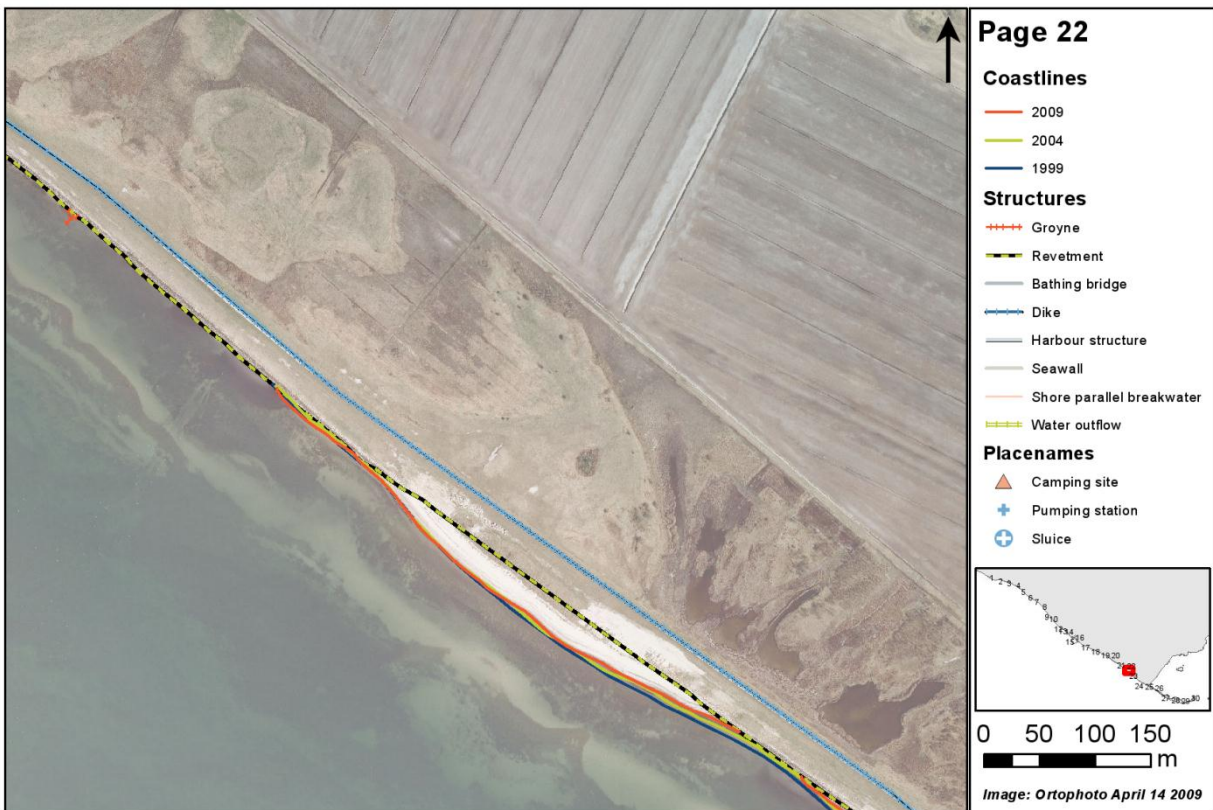 Page 22
Coastlines
2009
2004
1999
Structures
Groyne
Revetment
Bathing bridge
Dike
Harbour structure
Seawall
Shore parallel breakwater
Water outflow
Placenames
Camping site
Pumping station
Sluice
0 50 100 150
m
Image: Ortophoto April 14 2009